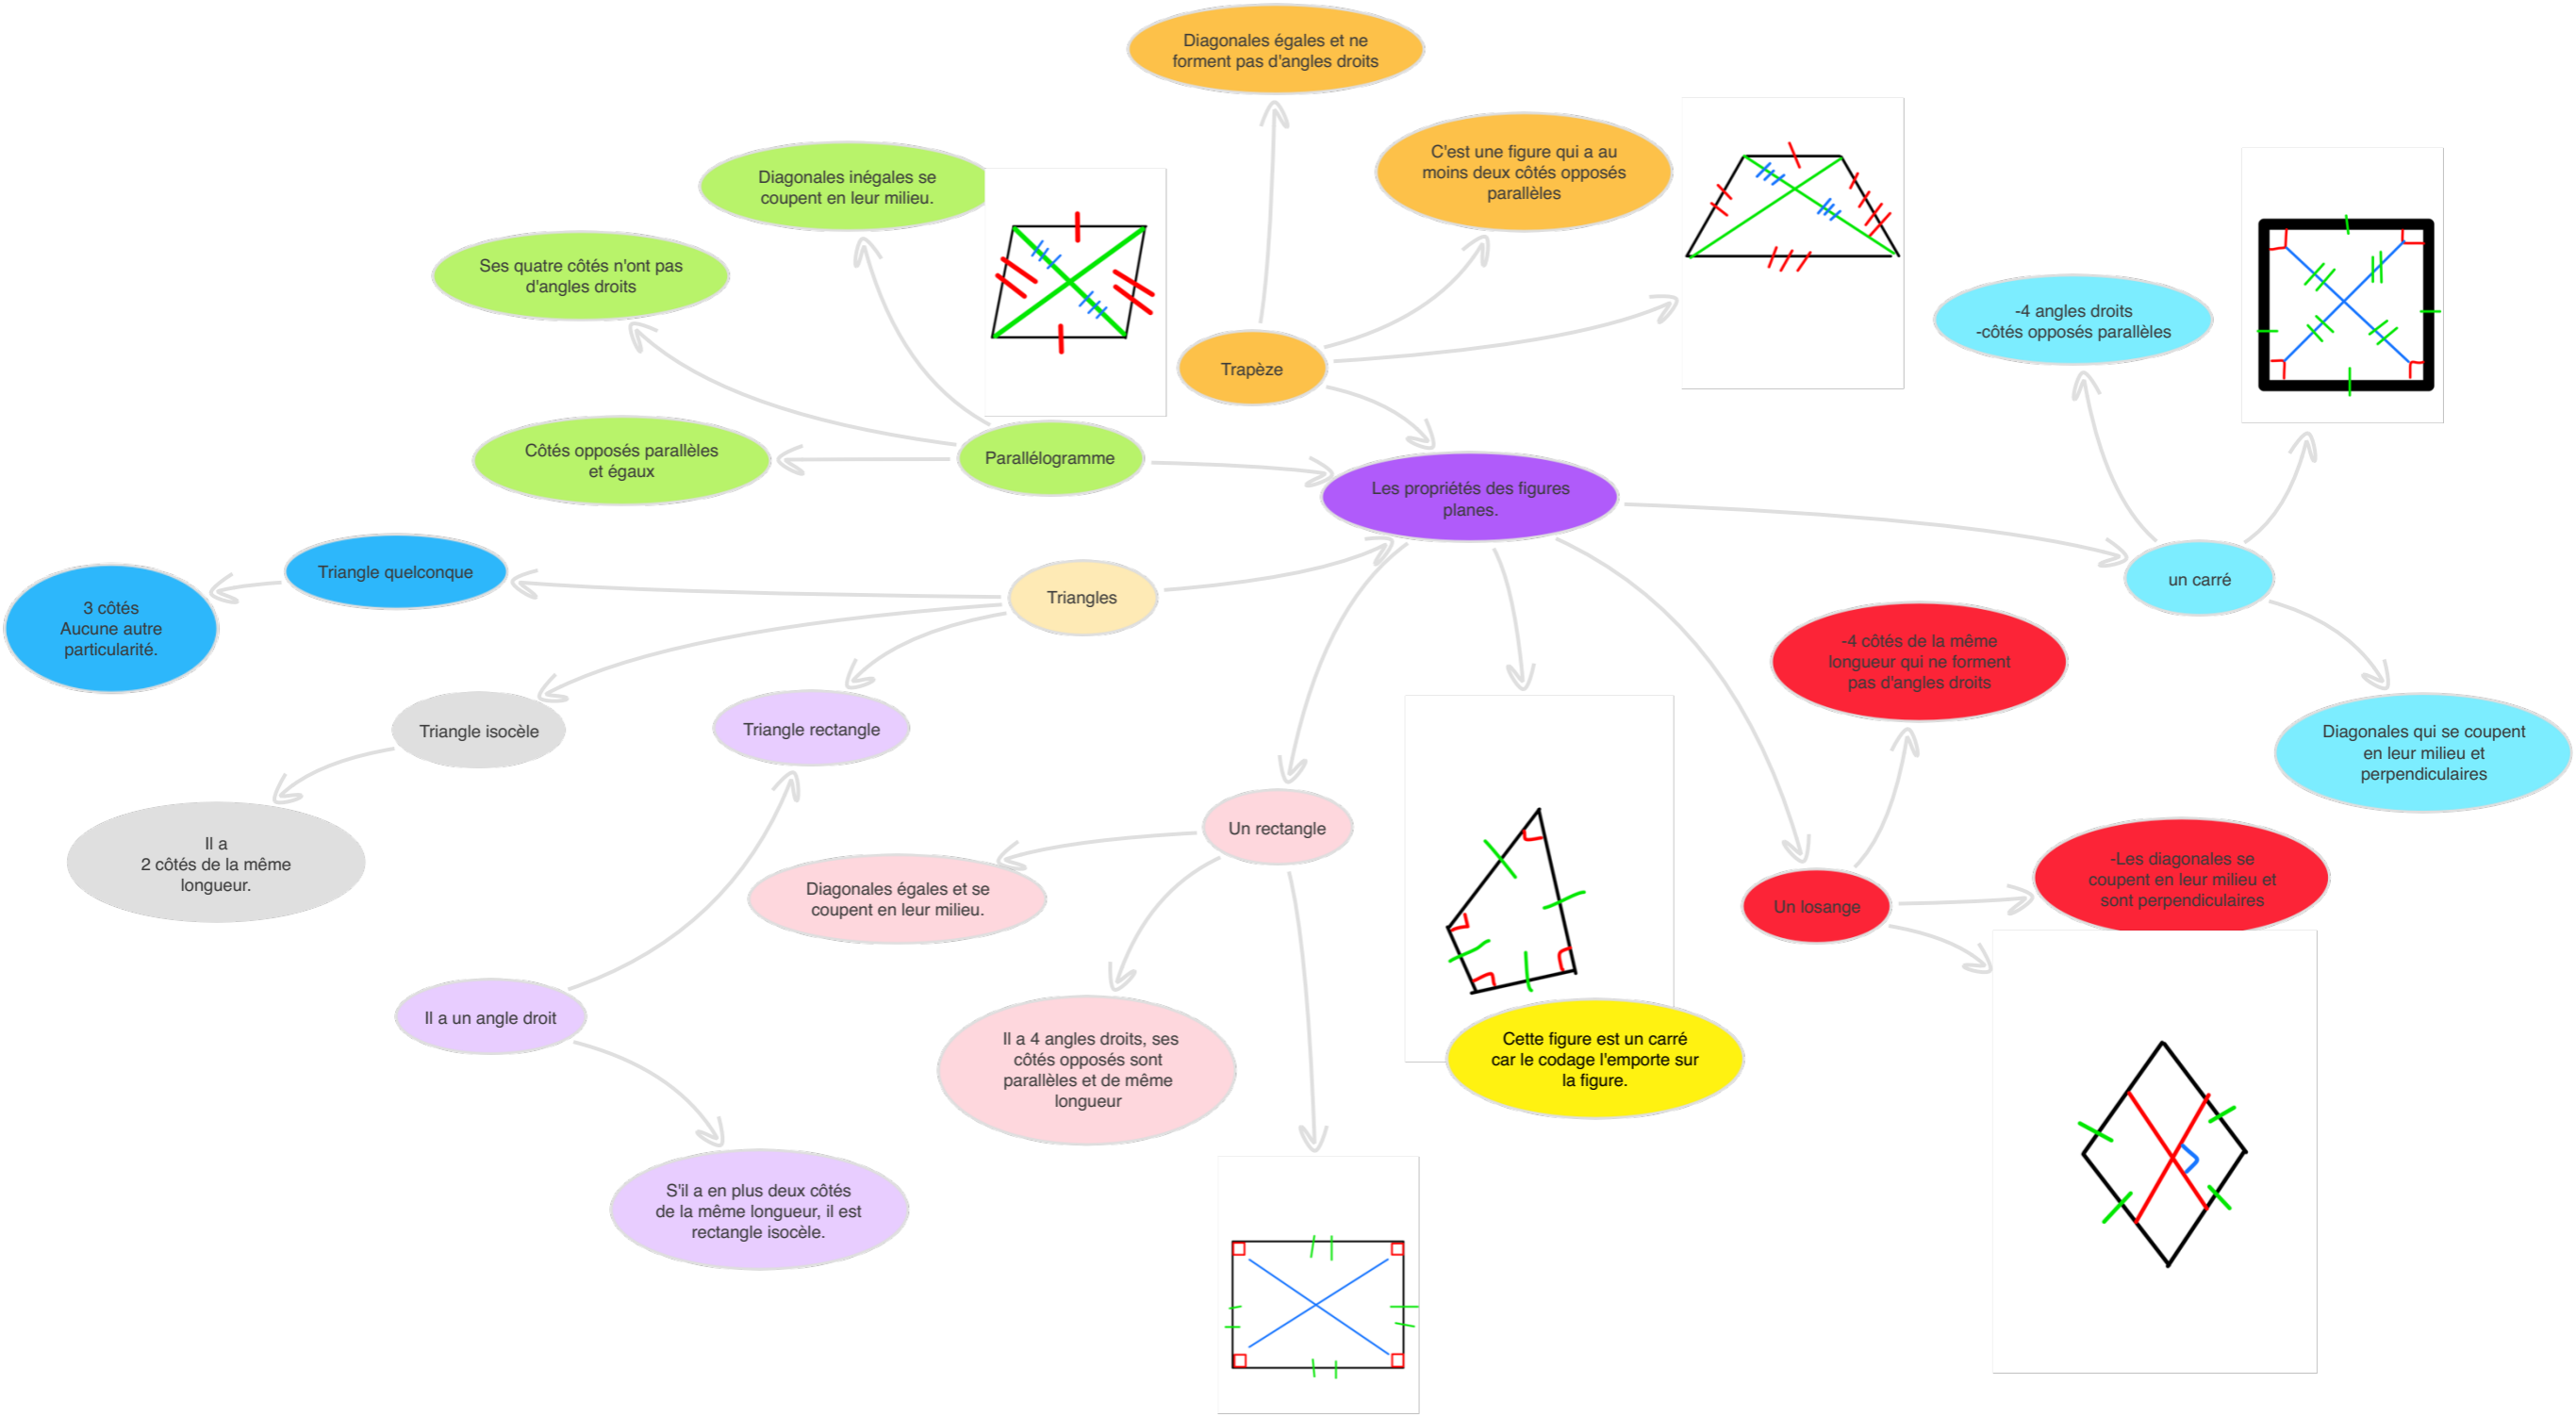 Diagonales égales et ne
forment pas d'angles droits
C'est une figure qui a au
moins deux côtés opposés
parallèles
Diagonales inégales se
coupent en leur milieu.
Ses quatre côtés n'ont pas
d'angles droits
-4 angles droits
-côtés opposés parallèles
Trapèze
Côtés opposés parallèles
et égaux
Parallélogramme
Les propriétés des figures
planes.
Triangle quelconque
3 côtés
Aucune autre
particularité.
Triangles
un carré
-4 côtés de la même
longueur qui ne forment
pas d'angles droits
Triangle isocèle
Triangle rectangle
Diagonales qui se coupent
en leur milieu et
perpendiculaires
Il a
2 côtés de la même
longueur.
Un rectangle
Diagonales égales et se
coupent en leur milieu.
Un losange
-Les diagonales se
coupent en leur milieu et
sont perpendiculaires
Il a un angle droit
Il a 4 angles droits, ses
côtés opposés sont
parallèles et de même
longueur
Cette figure est un carré
car le codage l'emporte sur
la figure.
S'il a en plus deux côtés
de la même longueur, il est
rectangle isocèle.